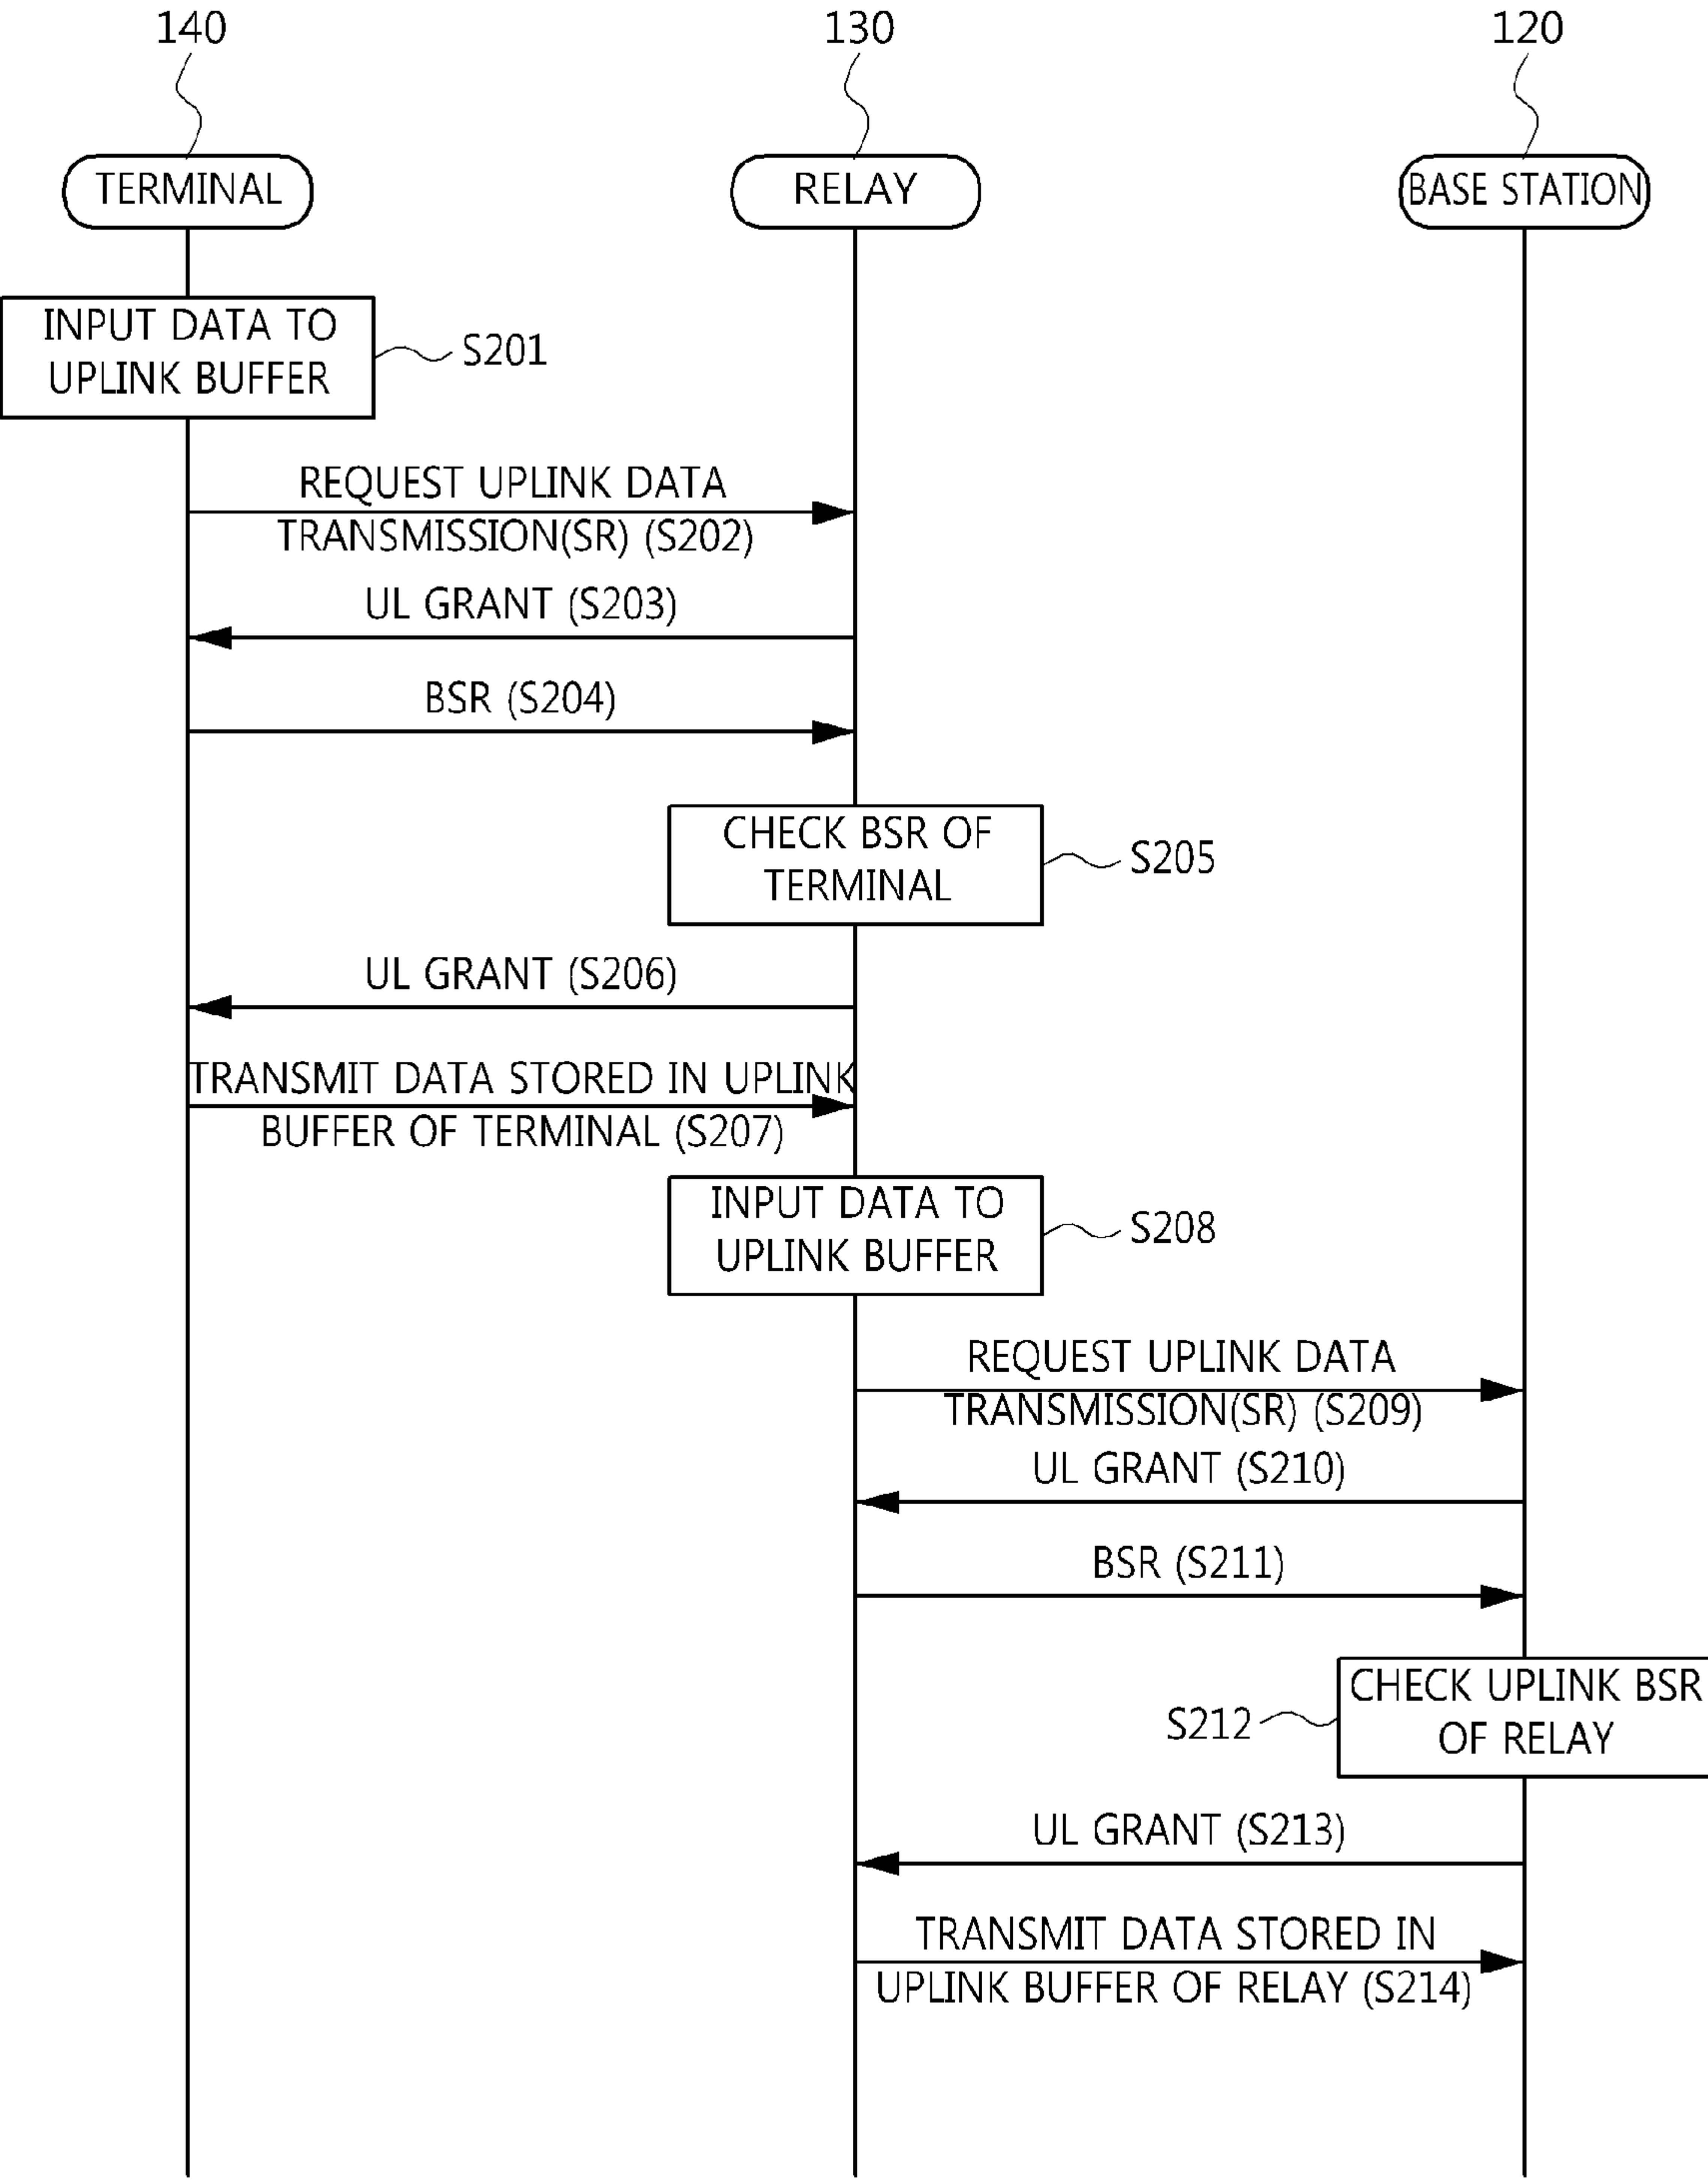 140
130
120
TERMINAL
RELAY
BASE STATION
INPUT DATA TO
UPLINK BUFFER
S201
REQUEST UPLINK DATA
TRANSMISSION(SR) (S202)
UL GRANT (S203)
BSR (S204)
CHECK BSR OF
TERMINAL
S205
UL GRANT (S206)
TRANSMIT DATA STORED IN UPLINK
BUFFER OF TERMINAL (S207)
INPUT DATA TO
UPLINK BUFFER
S208
REQUEST UPLINK DATA
TRANSMISSION(SR) (S209)
UL GRANT (S210)
BSR (S211)
CHECK UPLINK BSR
OF RELAY
S212
UL GRANT (S213)
TRANSMIT DATA STORED IN
UPLINK BUFFER OF RELAY (S214)